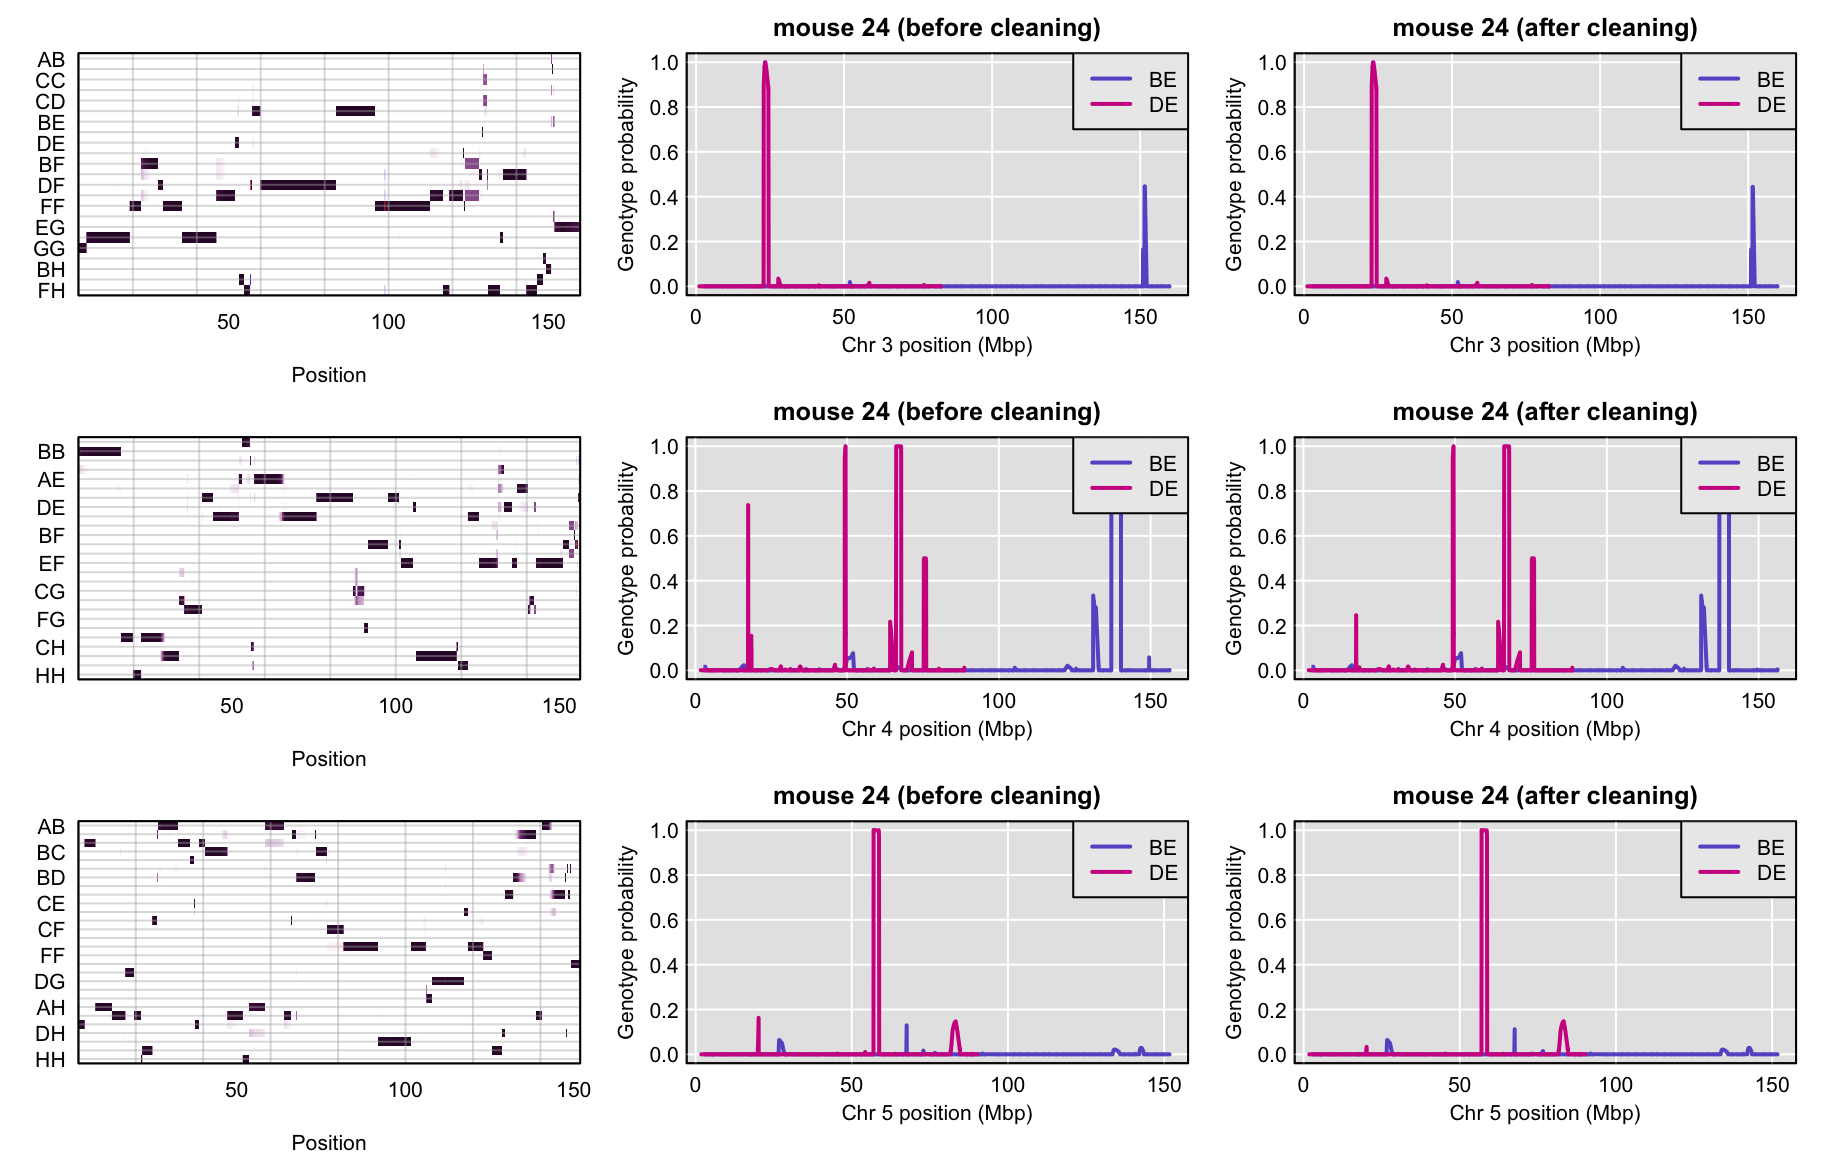 mouse 24 (before cleaning)
mouse 24 (after cleaning)
AB
CC
CD
BE
DE
BF
DF
FF
EG
GG
BH
FH
50 100 150
Position
Genotype probability
1.0
0.8
0.6
0.4
0.2
0.0
BE
DE
0 50 100 150
Chr 3 position (Mbp)
Genotype probability
1.0
0.8
0.6
0.4
0.2
0.0
BE
DE
0 50 100 150
Chr 3 position (Mbp)
mouse 24 (before cleaning)
mouse 24 (after cleaning)
BB
AE
DE
BF
EF
CG
FG
CH
HH
50 100 150
Position
Genotype probability
1.0
0.8
0.6
0.4
0.2
0.0
BE
DE
0 50 100 150
Chr 4 position (Mbp)
Genotype probability
1.0
0.8
0.6
0.4
0.2
0.0
BE
DE
0 50 100 150
Chr 4 position (Mbp)
mouse 24 (before cleaning)
mouse 24 (after cleaning)
AB
BC
BD
CE
CF
FF
DG
AH
DH
HH
50 100 150
Position
Genotype probability
1.0
0.8
0.6
0.4
0.2
0.0
BE
DE
0 50 100 150
Chr 5 position (Mbp)
Genotype probability
1.0
0.8
0.6
0.4
0.2
0.0
BE
DE
0 50 100 150
Chr 5 position (Mbp)